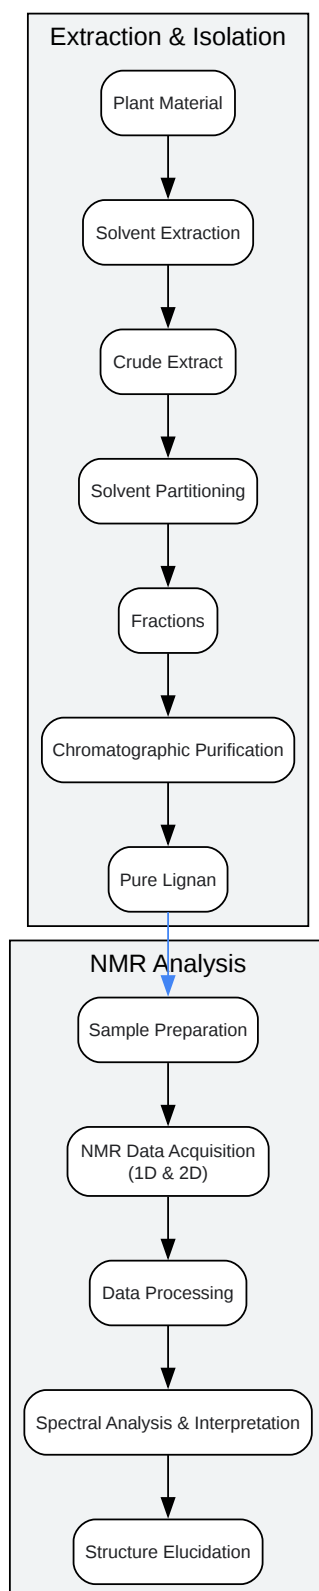 Extraction & Isolation
Plant Material
Solvent Extraction
Crude Extract
Solvent Partitioning
Fractions
Chromatographic Purification
Pure Lignan
NMR Analysis
Sample Preparation
NMR Data Acquisition
(1D & 2D)
Data Processing
Spectral Analysis & Interpretation
Structure Elucidation